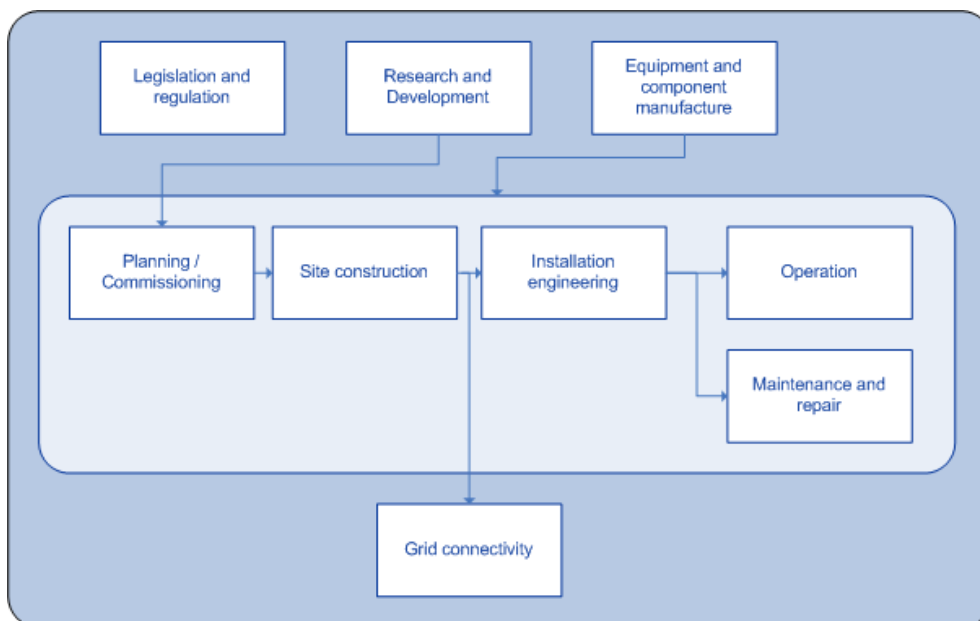 Legislation and
regulation
Research and
Development
Equipment and
component
manufacture
Planning /
Commissioning
Site construction
Installation
engineering
Operation
Maintenance and
repair
Grid connectivity